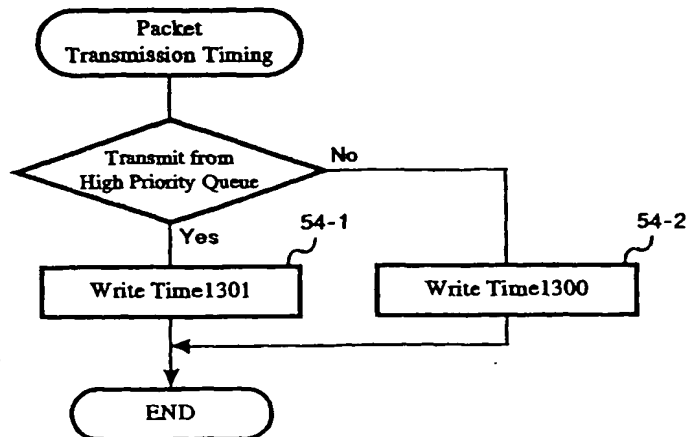 Packet
Transmission Timing
Transmit from
High Priority Queue
No
Yes
54-1
54-2
Write Time1301
Write Time1300
END